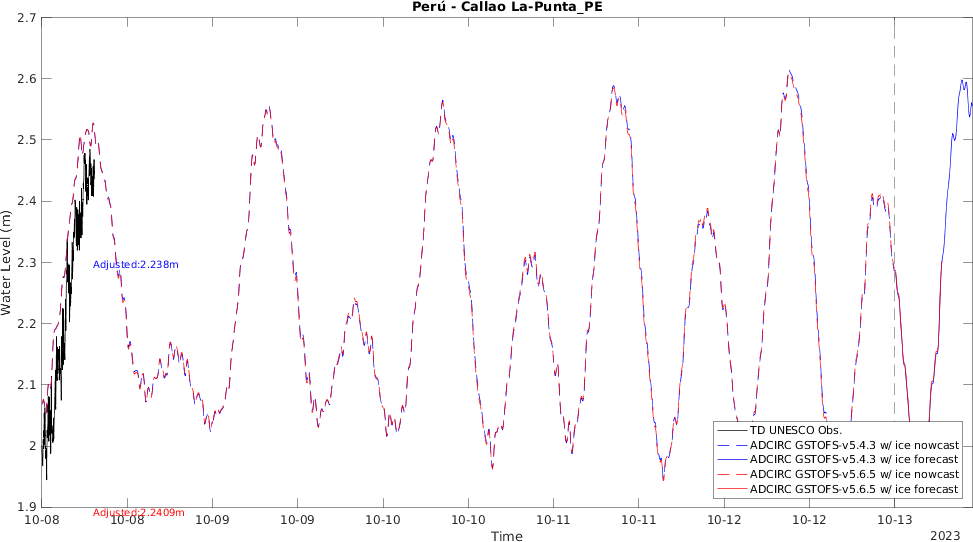 Perú - Callao La-Punta_PE
2.7
2.6
2.5
2.4
2.3
2.2
2.1
2
1.9
Water Level (m)
Adjusted:2.238m
Adjusted:2.2409m
TD UNESCO Obs.
ADCIRC GSTOFS-v5.4.3 w/ ice nowcast
ADCIRC GSTOFS-v5.4.3 w/ ice forecast
ADCIRC GSTOFS-v5.6.5 w/ ice nowcast
ADCIRC GSTOFS-v5.6.5 w/ ice forecast
10-08 10-08 10-09 10-09 10-10 10-10 10-11 10-11 10-12 10-12 10-13
Time
2023